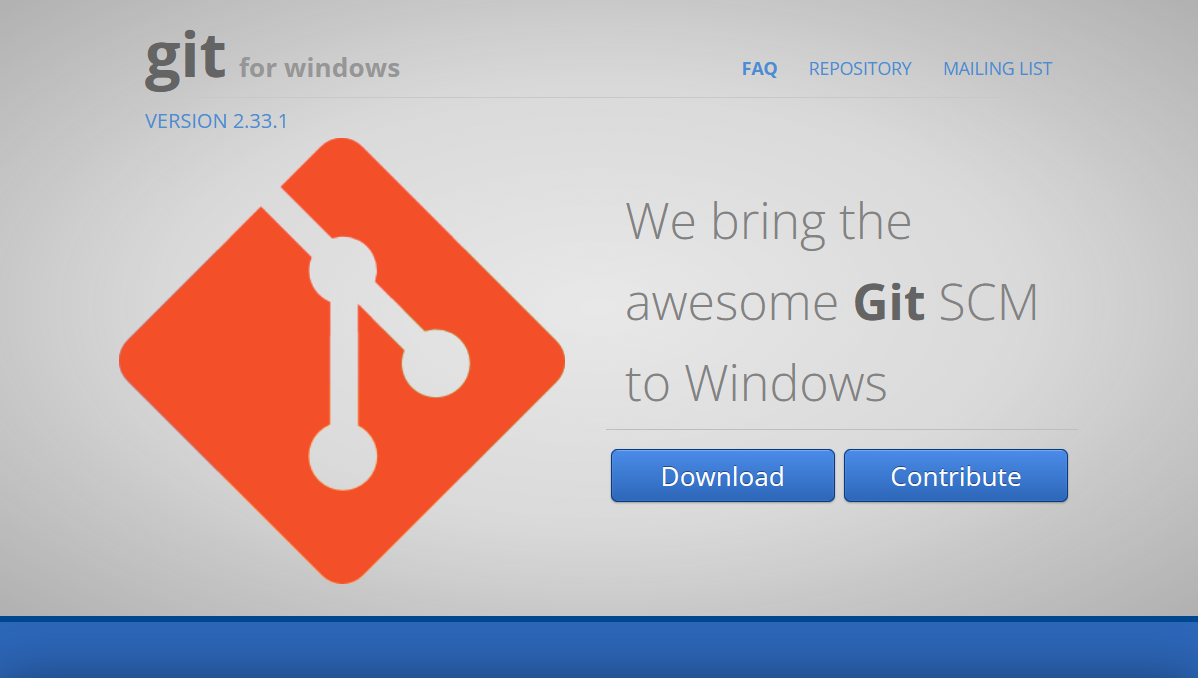 git for windows
FAQ REPOSITORY MAILING LIST
VERSION 2.33.1
We bring the
awesome Git SCM
to Windows
Download Contribute